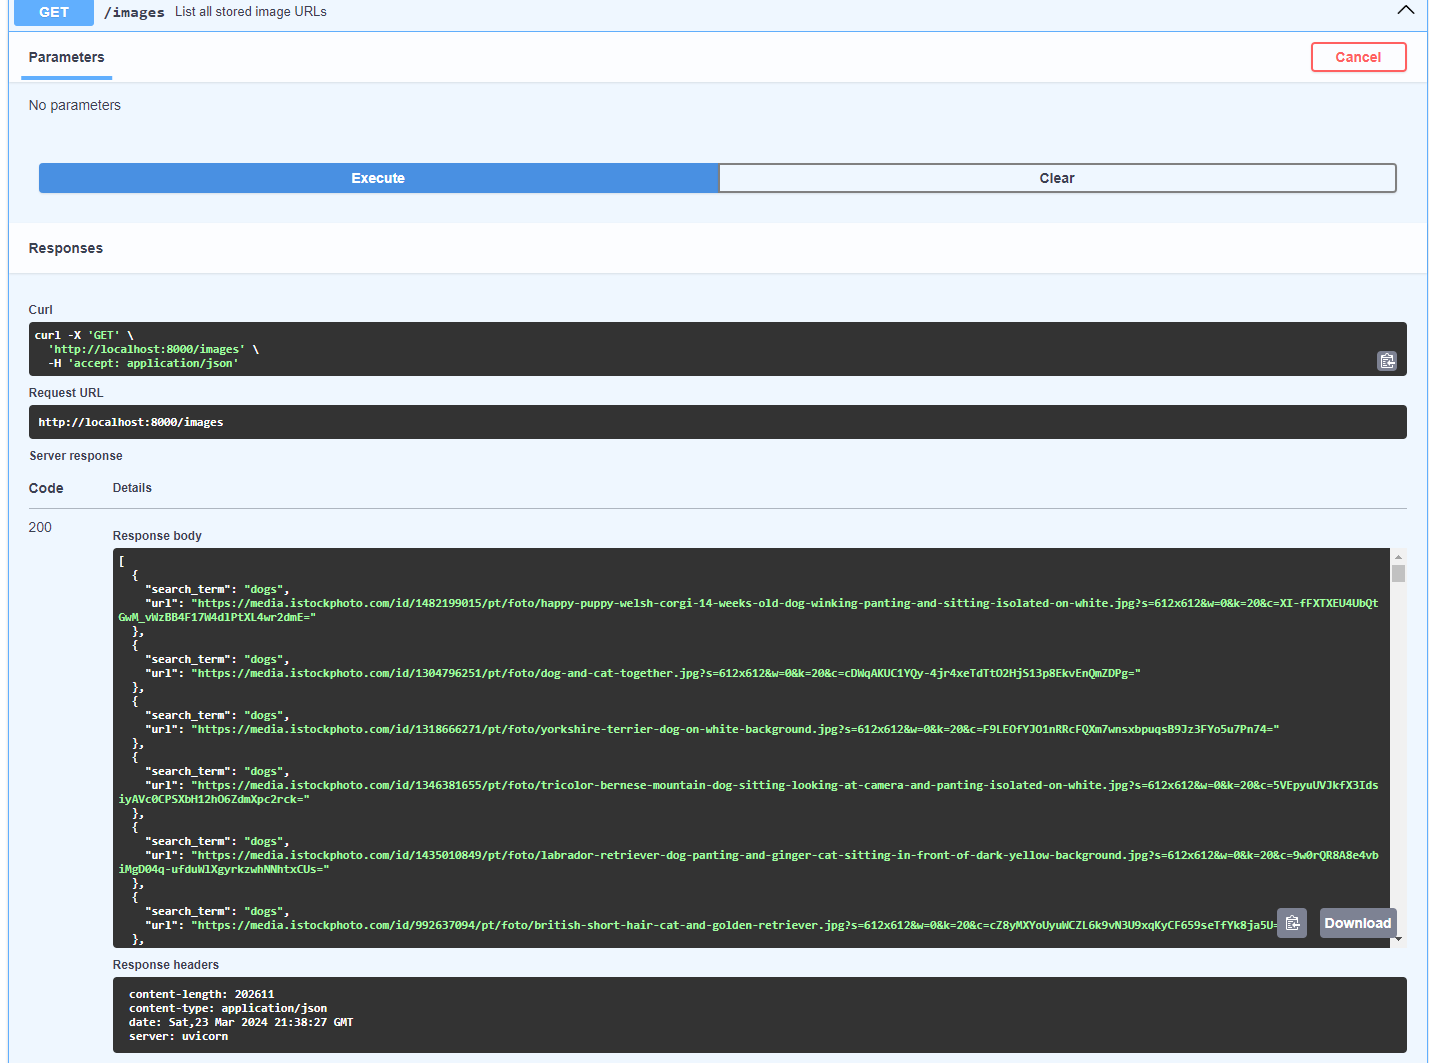 GET /images List all stored image URLs
Parameters
Cancel
No parameters
Execute
Clear
Responses
Curl
curl -X 'GET' \
'http://localhost:8000/images' \
-H 'accept: application/json'
Request URL
http://localhost:8000/images
Server response
Code Details
200
Response body
[
{
"search_term": "dogs",
"url": "https://media.istockphoto.com/id/1482199015/pt/foto/happy-puppy-welsh-corgi-14-weeks-old-dog-winking-panting-and-sitting-isolated-on-white.jpg?s=612x612&w=0&k=20&c=XI-fFXTXEU4UbQt
GwM_vWzBB4F17W4dlPtXL4wr2dmE="
},
{
"search_term": "dogs",
"url": "https://media.istockphoto.com/id/1304796251/pt/foto/dog-and-cat-together.jpg?s=612x612&w=0&k=20&c=cDWqAKUC1YQy-4jr4xeTdTtO2HjS13p8EkvEnQmZDPg="
},
{
"search_term": "dogs",
"url": "https://media.istockphoto.com/id/1318666271/pt/foto/yorkshire-terrier-dog-on-white-background.jpg?s=612x612&w=0&k=20&c=F9LEOfYJO1nRRcFQXm7wnsxbpuqsB9Jz3FYo5u7Pn74="
},
{
"search_term": "dogs",
"url": "https://media.istockphoto.com/id/1346381655/pt/foto/tricolor-bernese-mountain-dog-sitting-looking-at-camera-and-panting-isolated-on-white.jpg?s=612x612&w=0&k=20&c=5VEpyuUVJkfX3Ids
iyAVc0CPSXbH12hO6ZdmXpc2rck="
},
{
"search_term": "dogs",
"url": "https://media.istockphoto.com/id/1435010849/pt/foto/labrador-retriever-dog-panting-and-ginger-cat-sitting-in-front-of-dark-yellow-background.jpg?s=612x612&w=0&k=20&c=9w0rQR8A8e4vb
iMgD04q-ufduWlXgyrkzwhNNhtxCUs="
},
{
"search_term": "dogs",
"url": "https://media.istockphoto.com/id/992637094/pt/foto/british-short-hair-cat-and-golden-retriever.jpg?s=612x612&w=0&k=20&c=cZ8yMXYoUyuWCZL6k9vN3U9xqKyCF659seTfYk8ja5U=
},
Download
Response headers
content-length: 202611
content-type: application/json
date: Sat,23 Mar 2024 21:38:27 GMT
server: uvicorn